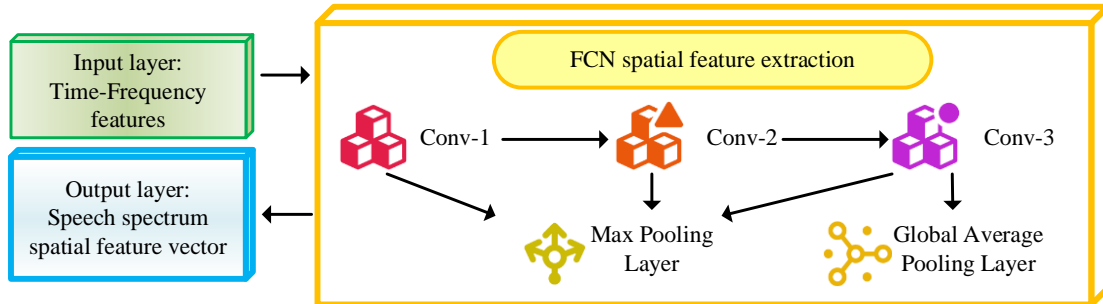 Input layer:
Time-Frequency
features
Output layer:
Speech spectrum
spatial feature vector
FCN spatial feature extraction
Conv-1
Conv-2
Conv-3
Max Pooling
Layer
Global Average
Pooling Layer